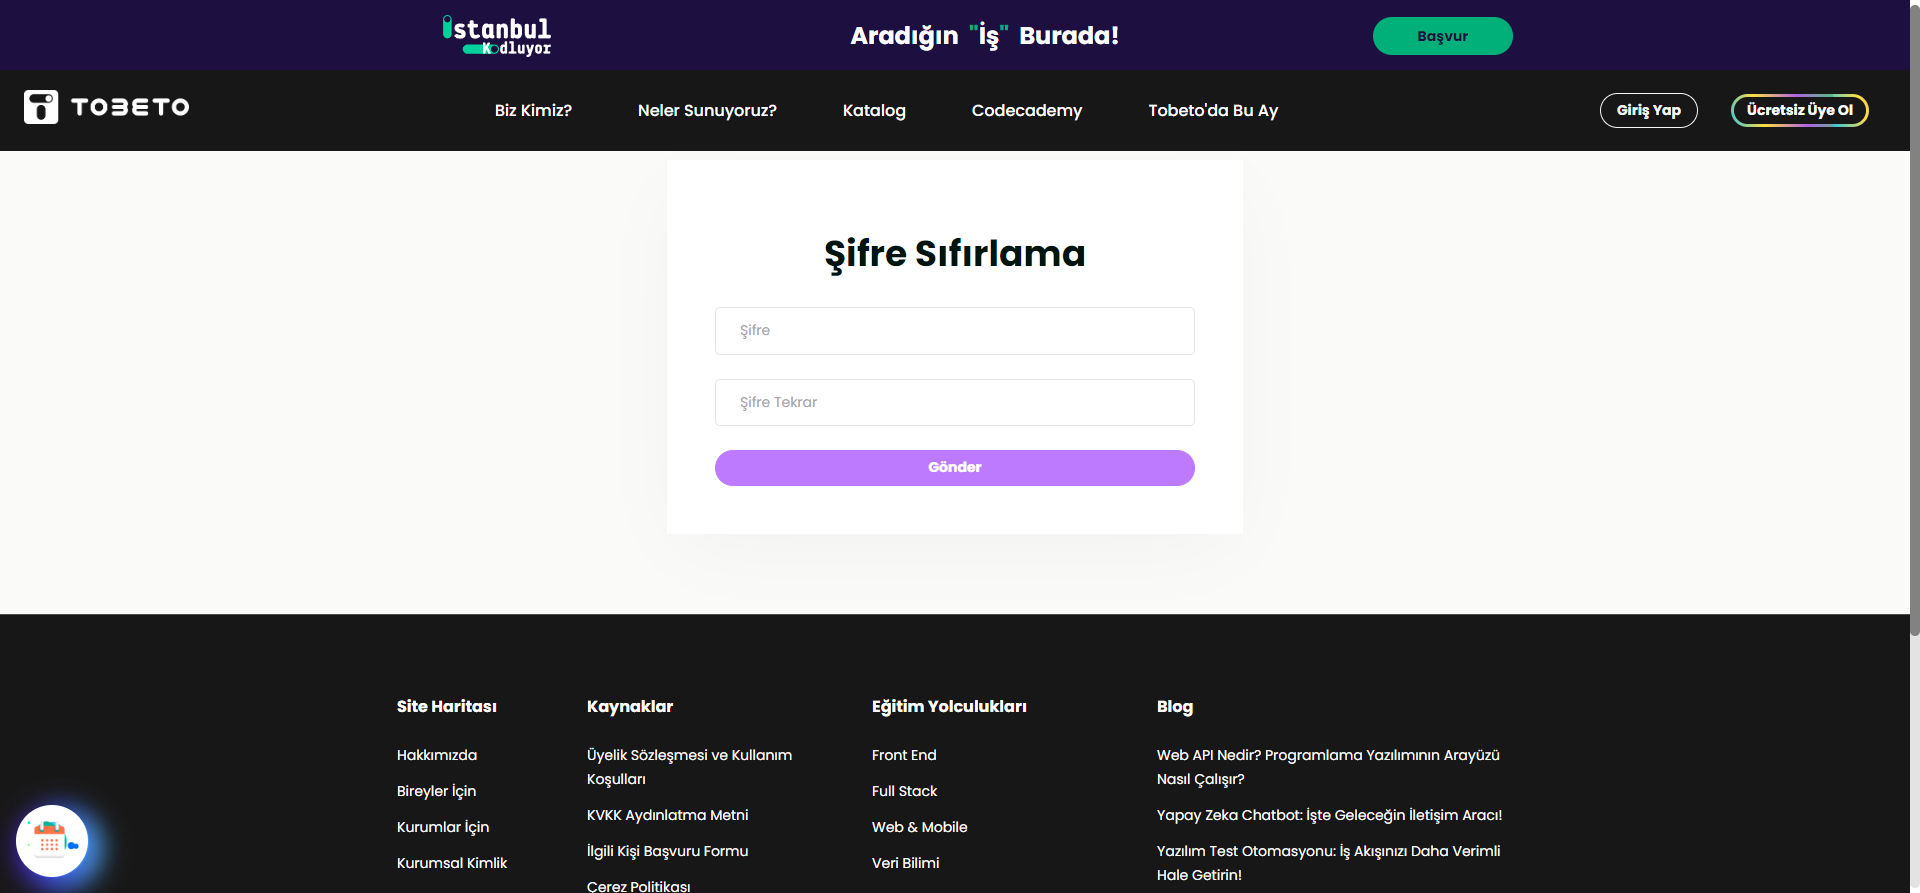 istanbul
Kodluyor
Aradığın "İş" Burada!
Başvur
TOBETO
Biz Kimiz?
Neler Sunuyoruz?
Katalog
Codecademy
Tobeto'da Bu Ay
Giriş Yap
Ücretsiz Üye Ol
Şifre Sıfırlama
Şifre
Şifre Tekrar
Gönder
Site Haritası
Hakkımızda
Bireyler İçin
Kurumlar İçin
Kurumsal Kimlik
Kaynaklar
Üyelik Sözleşmesi ve Kullanım
Koşulları
KVKK Aydınlatma Metni
İlgili Kişi Başvuru Formu
Çerez Politikası
Eğitim Yolculukları
Front End
Full Stack
Web & Mobile
Veri Bilimi
Blog
Web API Nedir? Programlama Yazılımının Arayüzü
Nasıl Çalışır?
Yapay Zeka Chatbot: İşte Geleceğin İletişim Aracı!
Yazılım Test Otomasyonu: İş Akışınızı Daha Verimli
Hale Getirin!